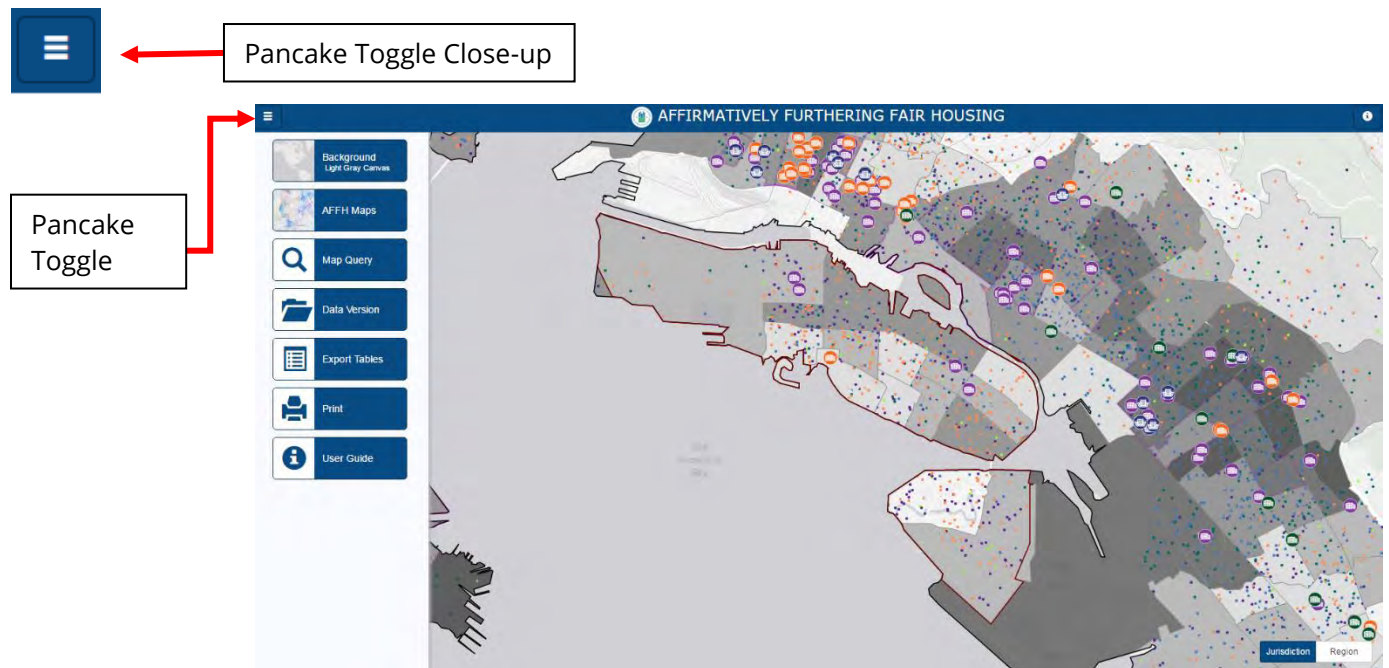 Pancake Toggle Close-up
AFFIRMATIVELY FURTHERING FAIR HOUSING
Pancake
Toggle
Background
Light Gray Canvas
AFFH Maps
Map Query
Data Version
Export Tables
Print
User Guide
Jurisdiction Region